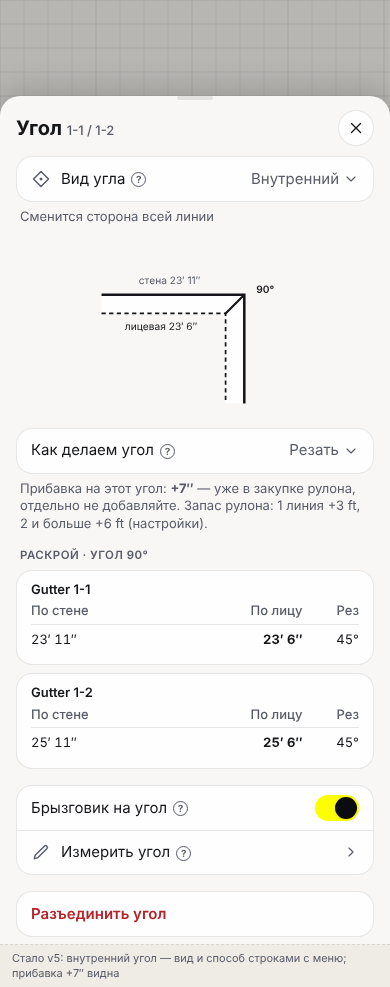 Угол 1-1 / 1-2
Вид угла ? Внутренний
Сменится сторона всей линии
стена 23′ 11″
90°
лицевая 23′ 6″
Как делаем угол ? Резать
Прибавка на этот угол: +7″ — уже в закупке рулона,
отдельно не добавляйте. Запас рулона: 1 линия +3 ft,
2 и больше +6 ft (настройки).
РАСКРОЙ · УГОЛ 90°
Gutter 1-1
По стене По лицу Рез
23′ 11″ 23′ 6″ 45°
Gutter 1-2
По стене По лицу Рез
25′ 11″ 25′ 6″ 45°
Брызговик на угол ?
Измерить угол ?
Разъединить угол
Стало v5: внутренний угол — вид и способ строками с меню;
прибавка +7″ видна